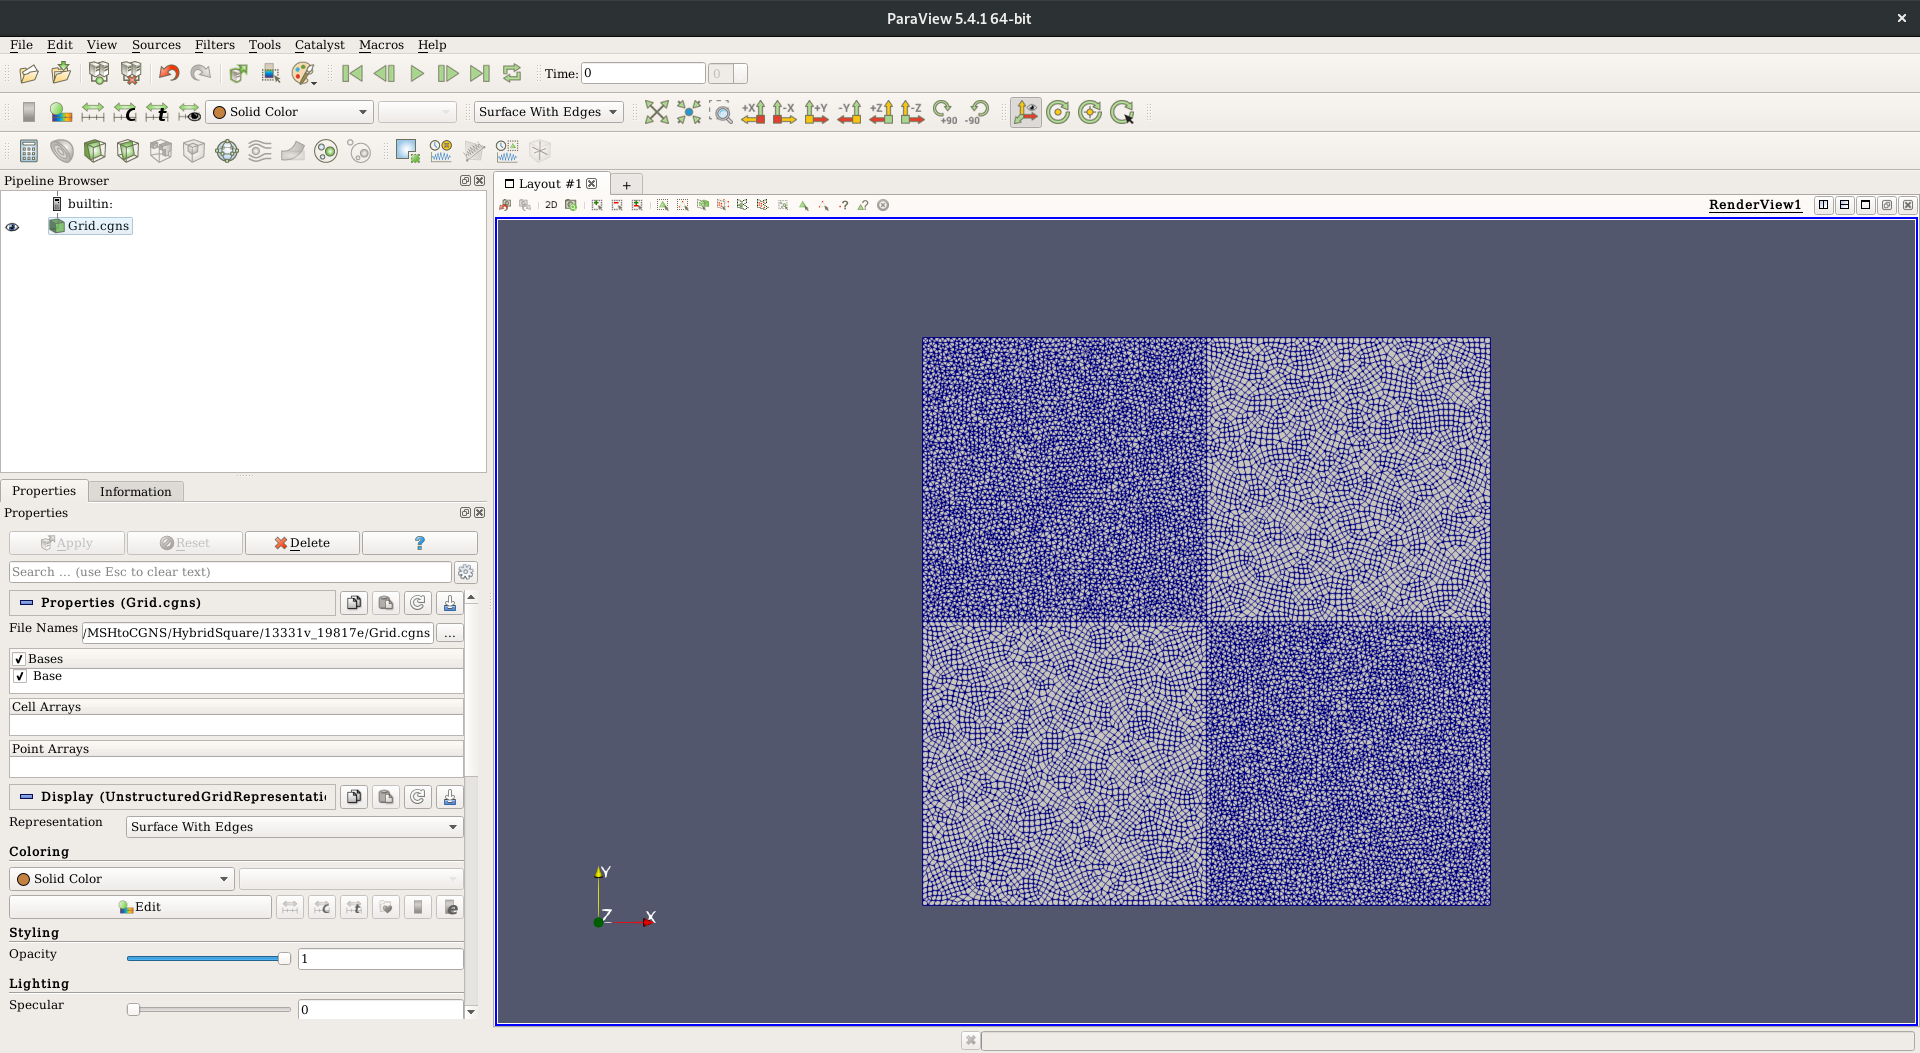 ParaView 5.4.1 64-bit
File Edit View Sources Filters Tools Catalyst Macros Help
Time: 0 0
Solid Color Surface With Edges +X -X +Y -Y +Z -Z +90 -90
Pipeline Browser
builtin:
Grid.cgns
Layout #1 +
2D RenderView1
Properties Information
Properties
Apply Reset Delete ?
Search ... (use Esc to clear text)
Properties (Grid.cgns)
File Names /MSHtoCGNS/HybridSquare/13331v_19817e/Grid.cgns ...
Bases
Base
Cell Arrays
Point Arrays
Display (UnstructuredGridRepresentati
Representation Surface With Edges
Coloring
Solid Color
Edit
Styling
Opacity 1
Lighting
Specular 0
Y
Z X